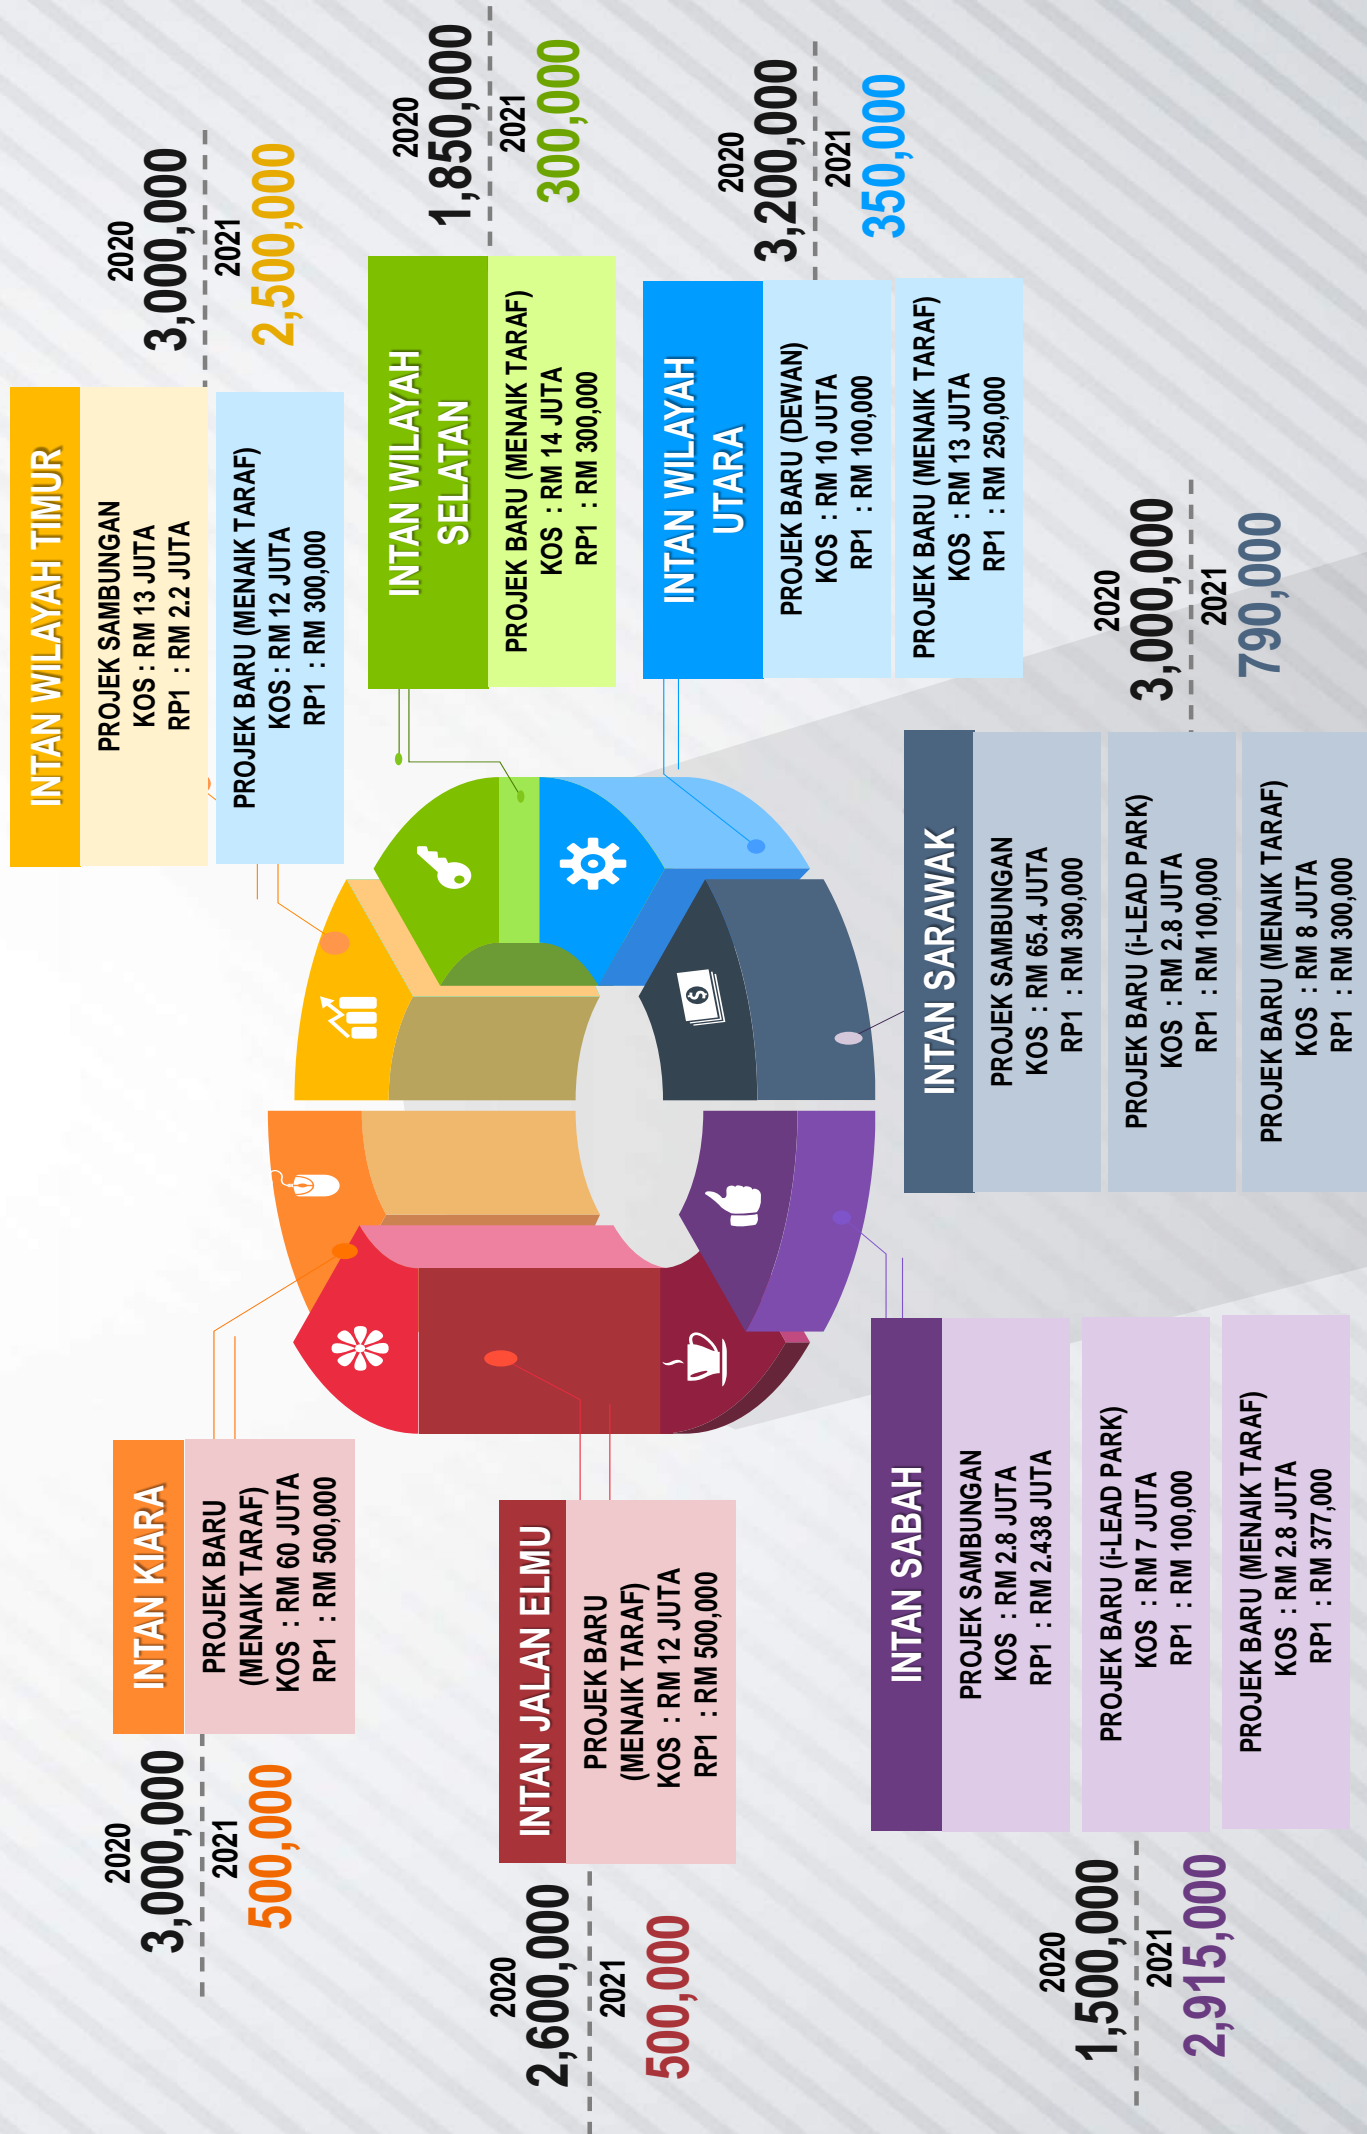 2020
3,000,000
2021
500,000
INTAN KIARA
PROJEK BARU
(MENAIK TARAF)
KOS : RM 60 JUTA
RP1 : RM 500,000
INTAN WILAYAH TIMUR
PROJEK SAMBUNGAN
KOS : RM 13 JUTA
RP1 : RM 2.2 JUTA
PROJEK BARU (MENAIK TARAF)
KOS : RM 12 JUTA
RP1 : RM 300,000
2020
3,000,000
2021
2,500,000
2020
2,600,000
2021
500,000
INTAN JALAN ELMU
PROJEK BARU
(MENAIK TARAF)
KOS : RM 12 JUTA
RP1 : RM 500,000
INTAN WILAYAH
SELATAN
PROJEK BARU (MENAIK TARAF)
KOS : RM 14 JUTA
RP1 : RM 300,000
2020
1,850,000
2021
300,000
INTAN WILAYAH
UTARA
PROJEK BARU (DEWAN)
KOS : RM 10 JUTA
RP1 : RM 100,000
PROJEK BARU (MENAIK TARAF)
KOS : RM 13 JUTA
RP1 : RM 250,000
2020
3,200,000
2021
350,000
$
2020
1,500,000
2021
2,915,000
INTAN SABAH
PROJEK SAMBUNGAN
KOS : RM 2.8 JUTA
RP1 : RM 2.438 JUTA
PROJEK BARU (i-LEAD PARK)
KOS : RM 7 JUTA
RP1 : RM 100,000
PROJEK BARU (MENAIK TARAF)
KOS : RM 2.8 JUTA
RP1 : RM 377,000
INTAN SARAWAK
PROJEK SAMBUNGAN
KOS : RM 65.4 JUTA
RP1 : RM 390,000
PROJEK BARU (i-LEAD PARK)
KOS : RM 2.8 JUTA
RP1 : RM 100,000
PROJEK BARU (MENAIK TARAF)
KOS : RM 8 JUTA
RP1 : RM 300,000
2020
3,000,000
2021
790,000